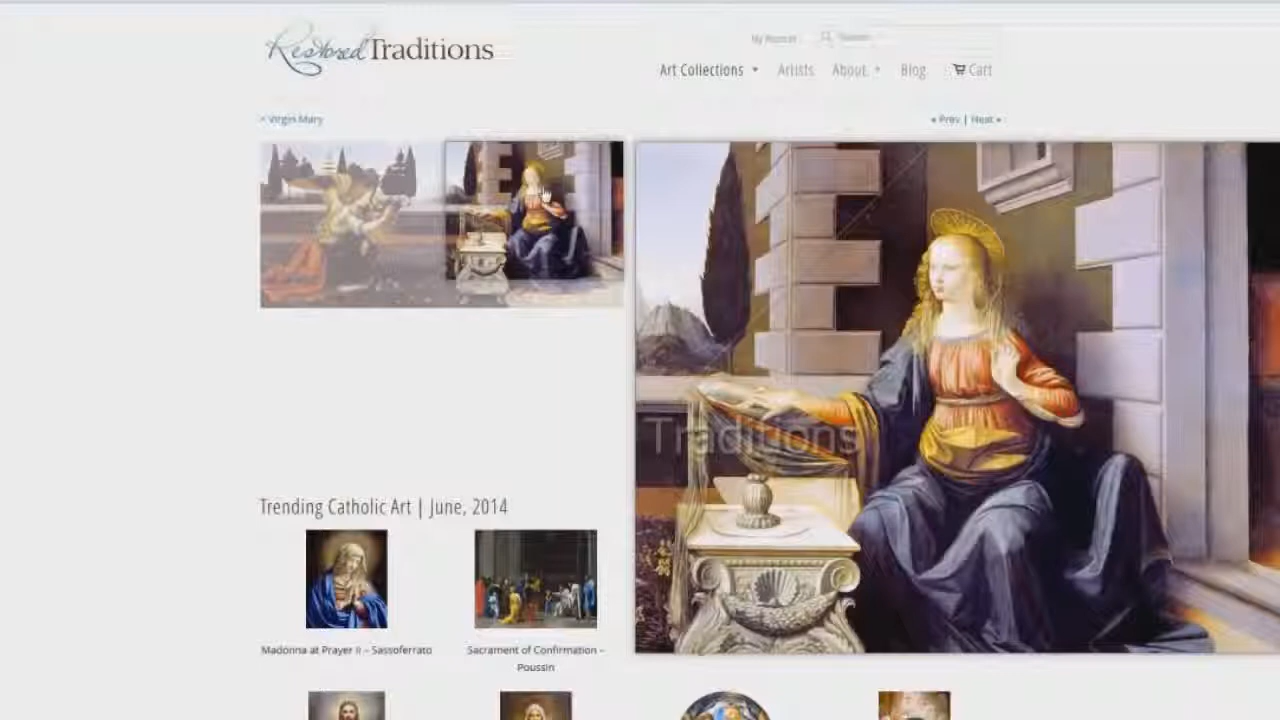 Restored Traditions
My Account Search
Art Collections Artists About Blog Cart
< Virgin Mary
« Prev | Next »
Traditions
Trending Catholic Art | June, 2014
Madonna at Prayer II – Sassoferrato
Sacrament of Confirmation –
Poussin